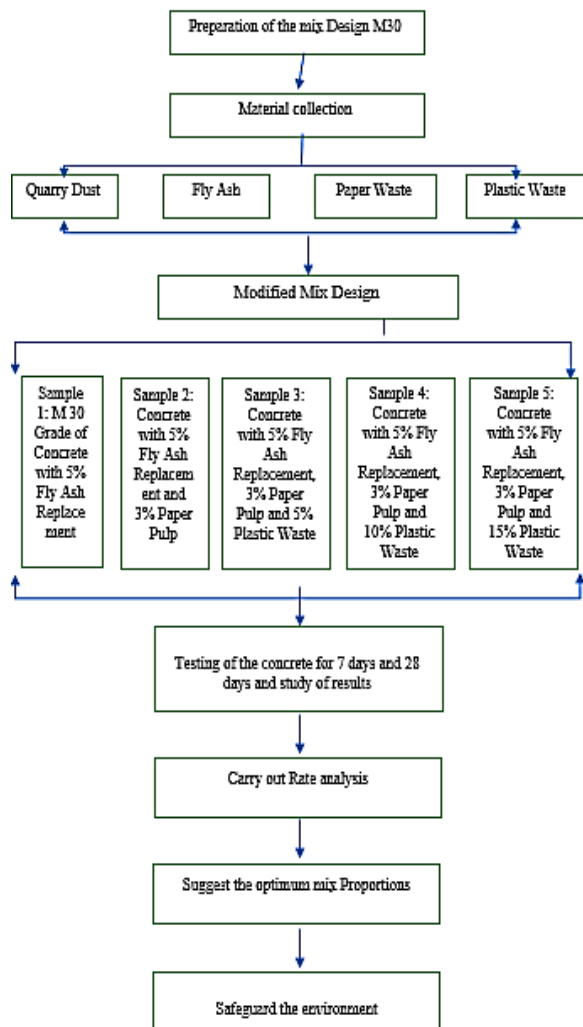 Preparation of the mix Design M30
Material collection
Quarry Dust
Fly Ash
Paper Waste
Plastic Waste
Modified Mix Design
Sample
1: M 30
Grade of
Concrete
with 5%
Fly Ash
Replace
ment
Sample 2:
Concrete
with 5%
Fly Ash
Replacem
ent and
3% Paper
Pulp
Sample 3: Concrete
with 5% Fly Ash
Replacement,
3% Paper
Pulp and 5%
Plastic Waste
Sample 4:
Concrete
with 5% Fly
Ash
Replacement,
3% Paper
Pulp and
10% Plastic
Waste
Sample 5:
Concrete
with 5% Fly
Ash
Replacement,
3% Paper
Pulp and
15% Plastic
Waste
Testing of the concrete for 7 days and 28
days and study of results
Carry out Rate analysis
Suggest the optimum mix Proportions
Safeguard the environment